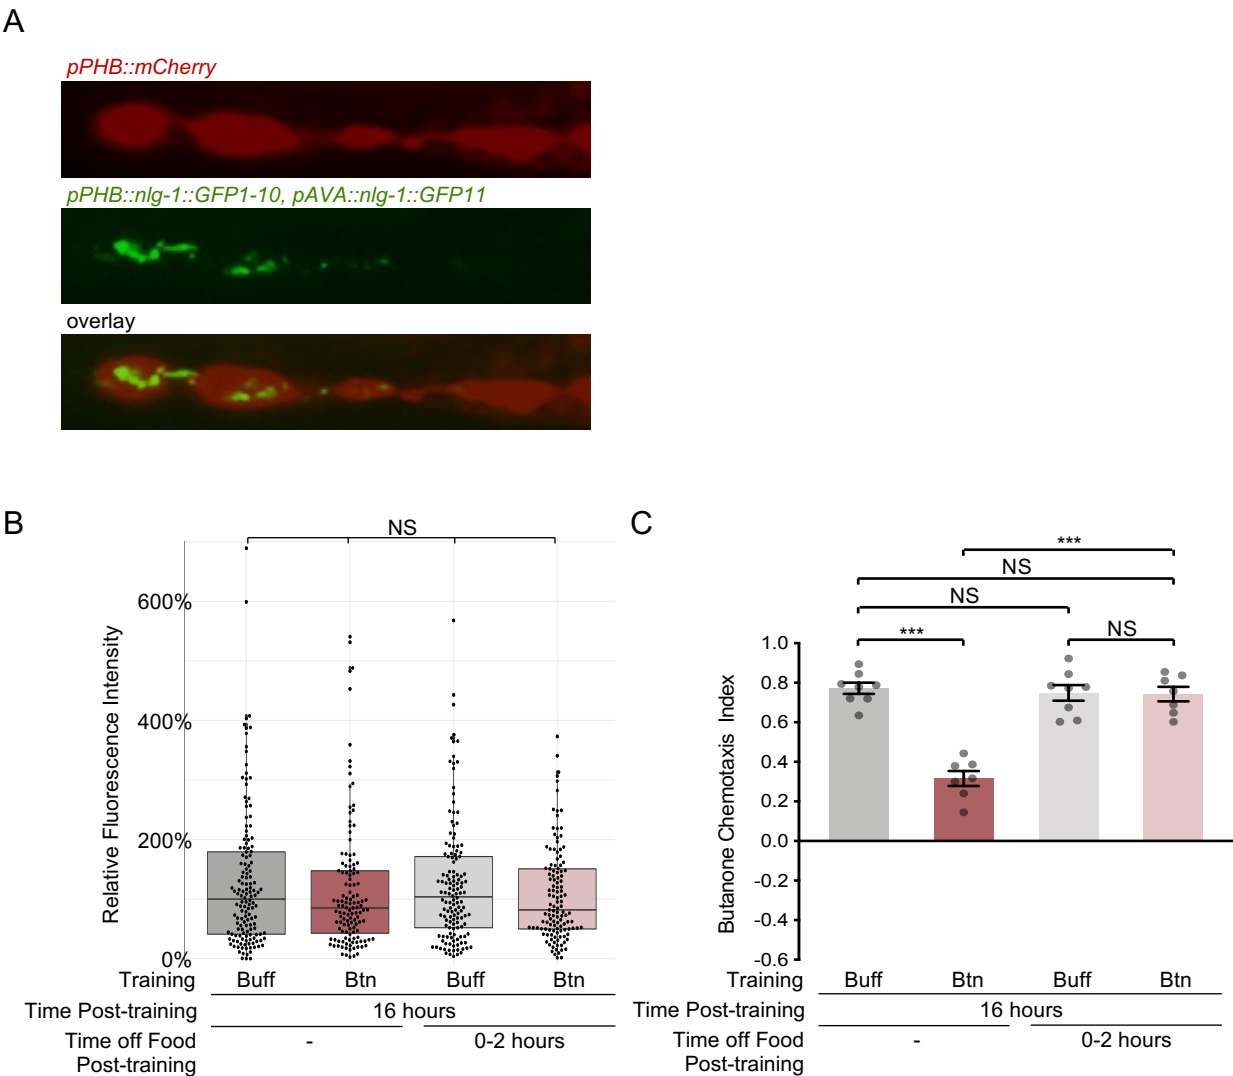 A
pPHB::mCherry
pPHB::nlg-1::GFP1-10, pAVA::nlg-1::GFP11
overlay
B
NS
600%
400%
200%
0%
Relative Fluorescence Intensity
Training Buff Btn Buff Btn
Time Post-training 16 hours
Time off Food - 0-2 hours
Post-training
C
***
NS
NS
*** NS
1.0
0.8
0.6
0.4
0.2
0.0
-0.2
-0.4
-0.6
Butanone Chemotaxis Index
Training Buff Btn Buff Btn
Time Post-training 16 hours
Time off Food - 0-2 hours
Post-training